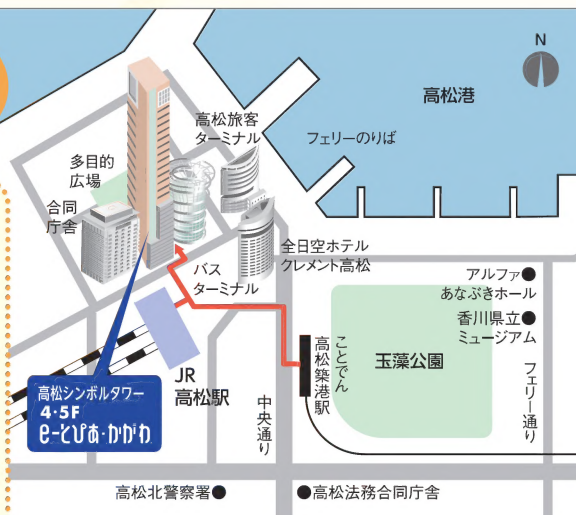 N
高松港
高松旅客
ターミナル
フェリーのりば
多目的
広場
合同
庁舎
全日空ホテル
クレメント高松
バス
ターミナル
アルファ
あなぶきホール
香川県立
ミュージアム
ことでん
高松築港駅
玉藻公園
JR
高松駅
中央通り
フェリー通り
高松シンボルタワー
4・5F
e-とぴあ・かがわ
高松北警察署
高松法務合同庁舎